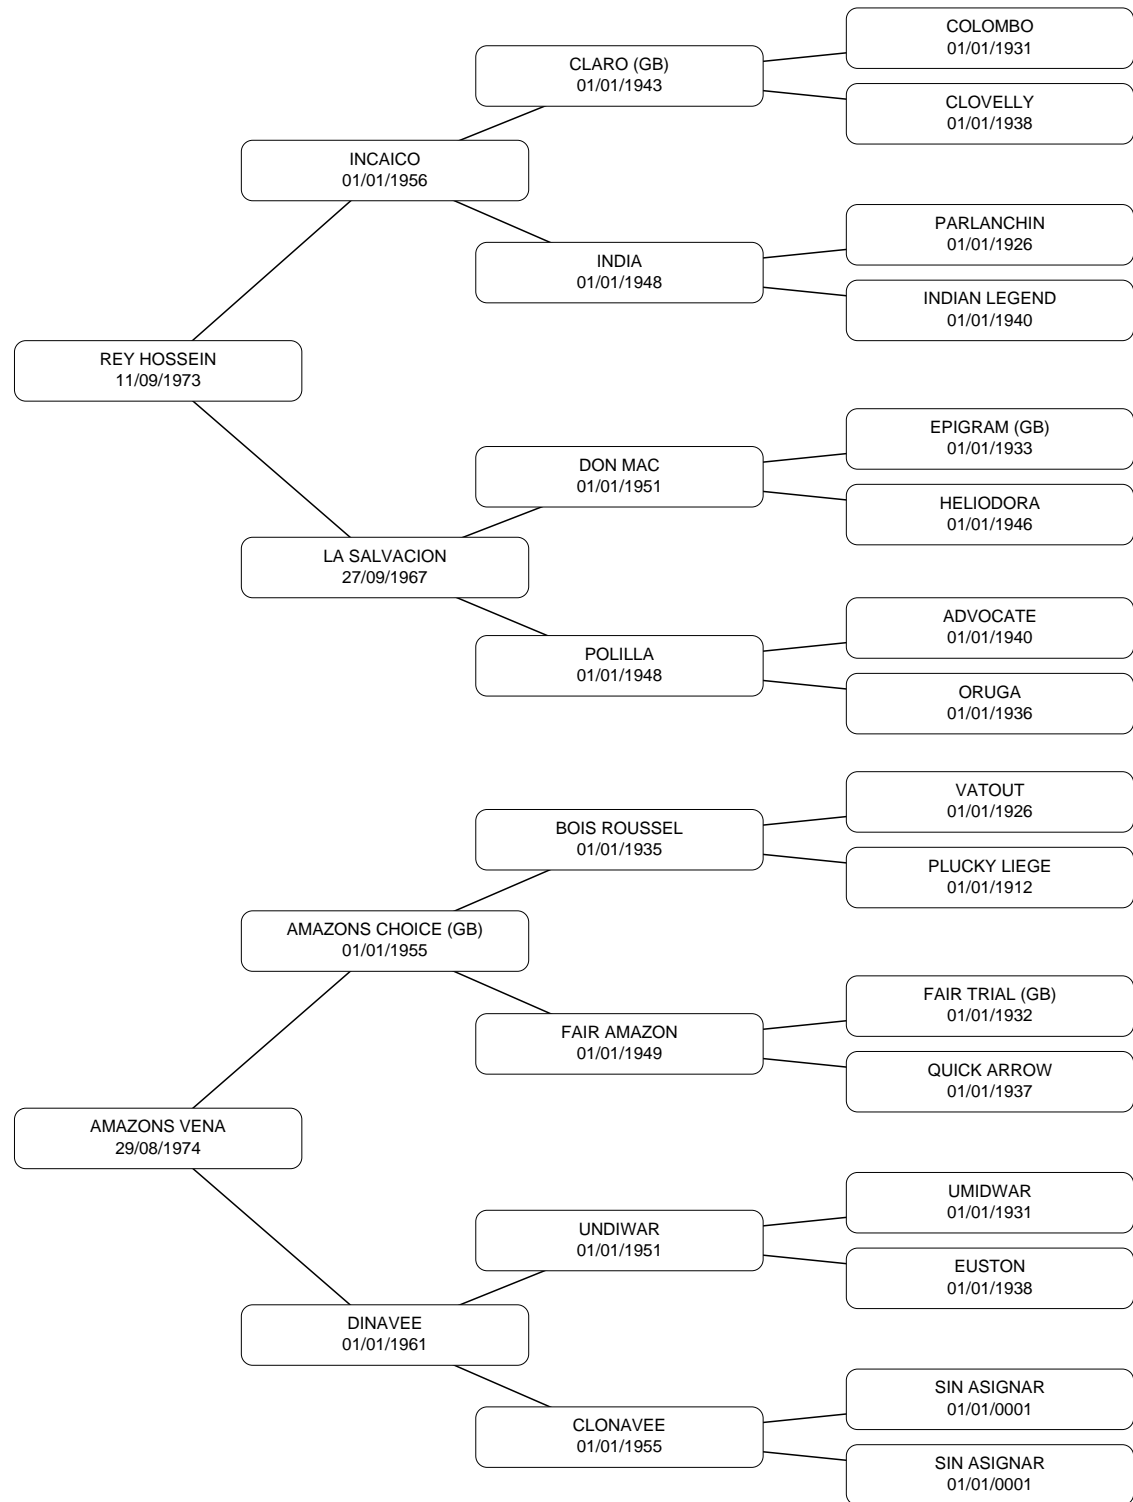 COLOMBO
01/01/1931
CLARO (GB)
01/01/1943
CLOVELLY
01/01/1938
INCAICO
01/01/1956
PARLANCHIN
01/01/1926
INDIA
01/01/1948
INDIAN LEGEND
01/01/1940
REY HOSSEIN
11/09/1973
EPIGRAM (GB)
01/01/1933
DON MAC
01/01/1951
HELIODORA
01/01/1946
LA SALVACION
27/09/1967
ADVOCATE
01/01/1940
POLILLA
01/01/1948
ORUGA
01/01/1936
VATOUT
01/01/1926
BOIS ROUSSEL
01/01/1935
PLUCKY LIEGE
01/01/1912
AMAZONS CHOICE (GB)
01/01/1955
FAIR TRIAL (GB)
01/01/1932
FAIR AMAZON
01/01/1949
QUICK ARROW
01/01/1937
AMAZONS VENA
29/08/1974
UMIDWAR
01/01/1931
UNDIWAR
01/01/1951
EUSTON
01/01/1938
DINAVEE
01/01/1961
SIN ASIGNAR
01/01/0001
CLONAVEE
01/01/1955
SIN ASIGNAR
01/01/0001